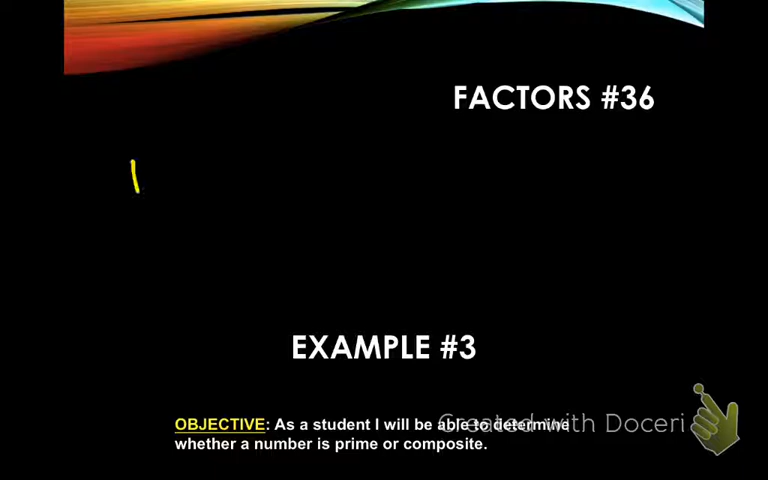 FACTORS #36
1
EXAMPLE #3
OBJECTIVE: As a student I will be able to determine
whether a number is prime or composite.
Created with Doceri